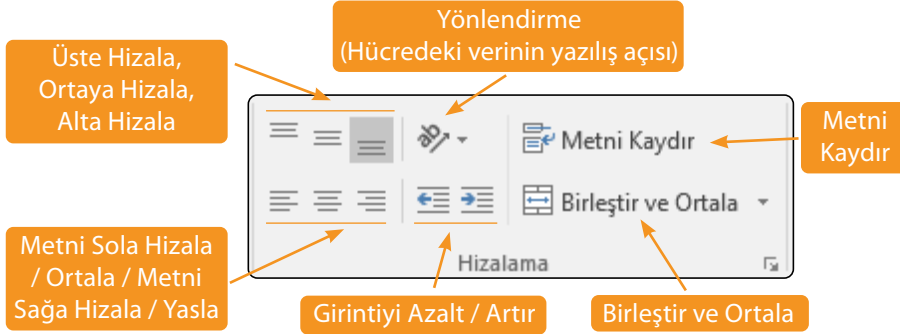 Yönlendirme
(Hücredeki verinin yazılış açısı)
Üste Hizala,
Ortaya Hizala,
Alta Hizala
ab
Metni Kaydır
Metni
Kaydır
Birleştir ve Ortala
Hizalama
Metni Sola Hizala
/ Ortala / Metni
Sağa Hizala / Yasla
Girintiyi Azalt / Artır
Birleştir ve Ortala